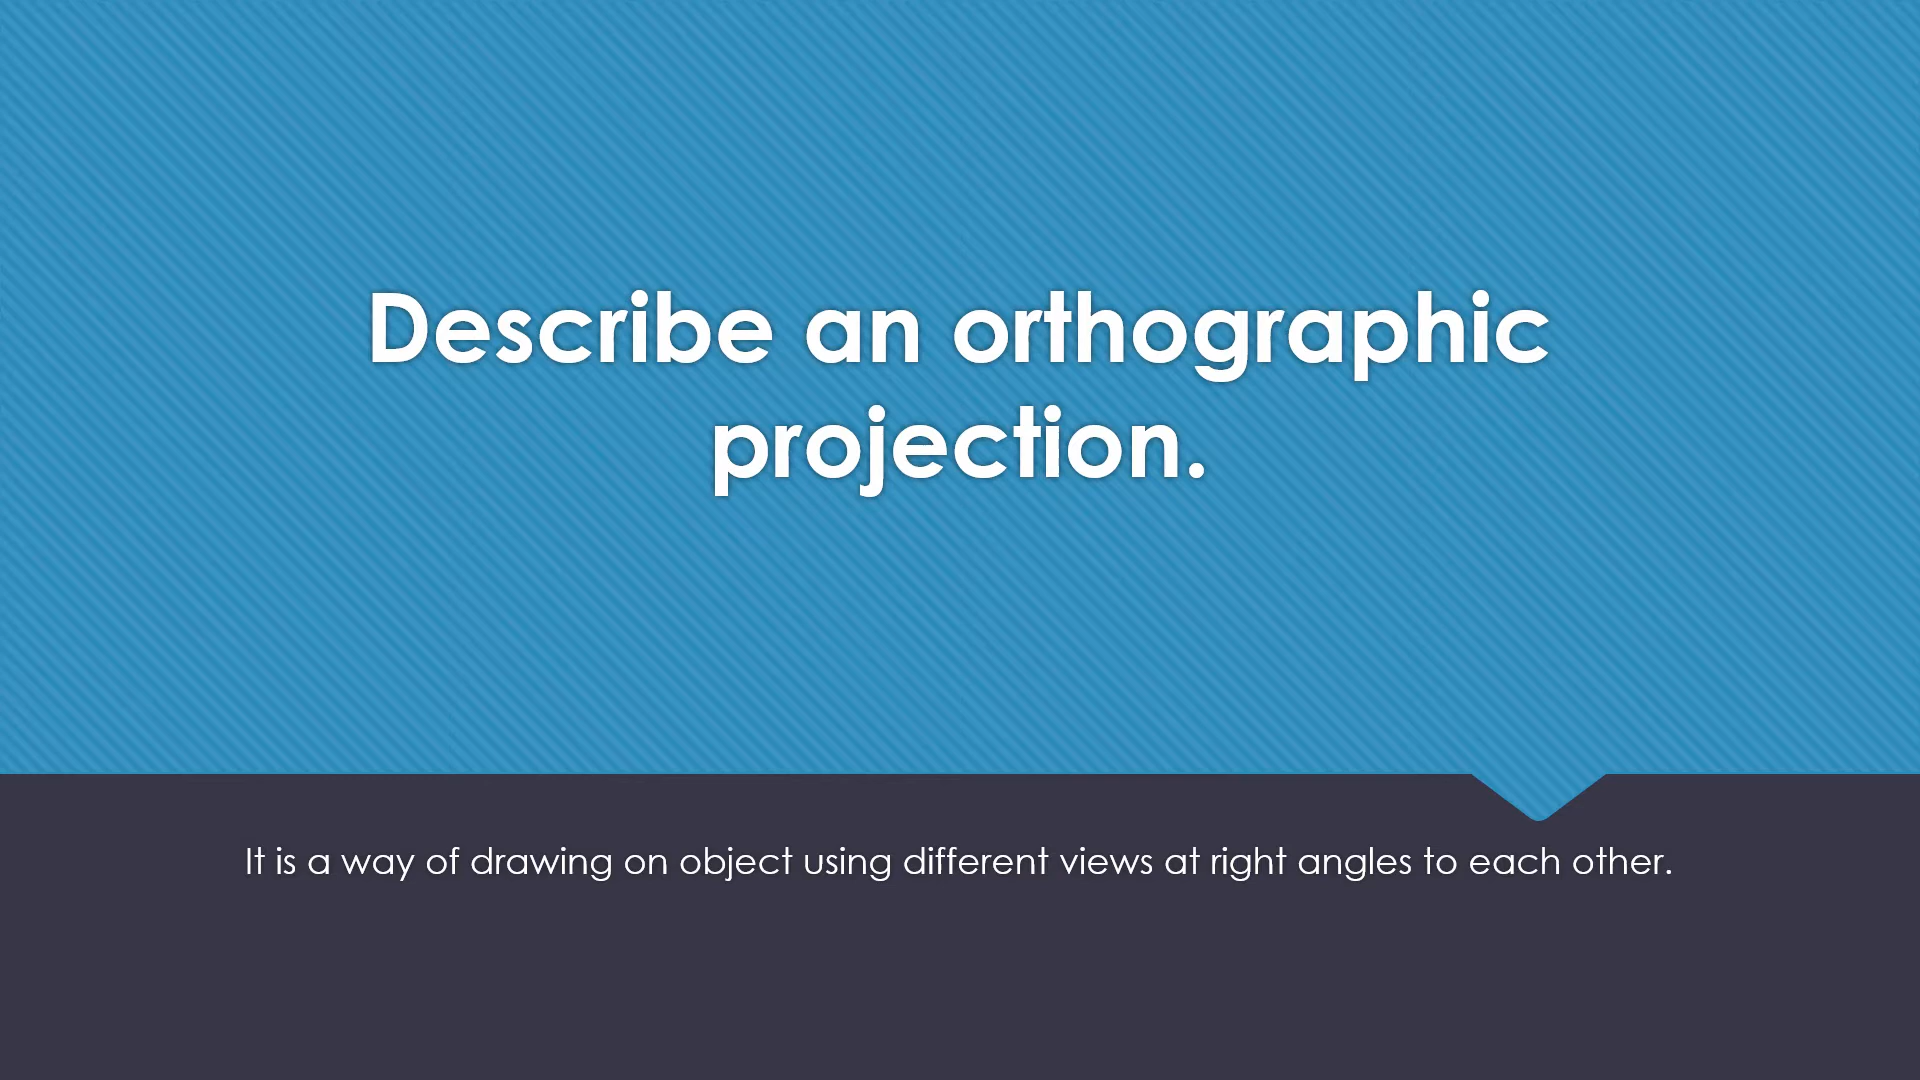 Describe an orthographic
projection.
It is a way of drawing on object using different views at right angles to each other.